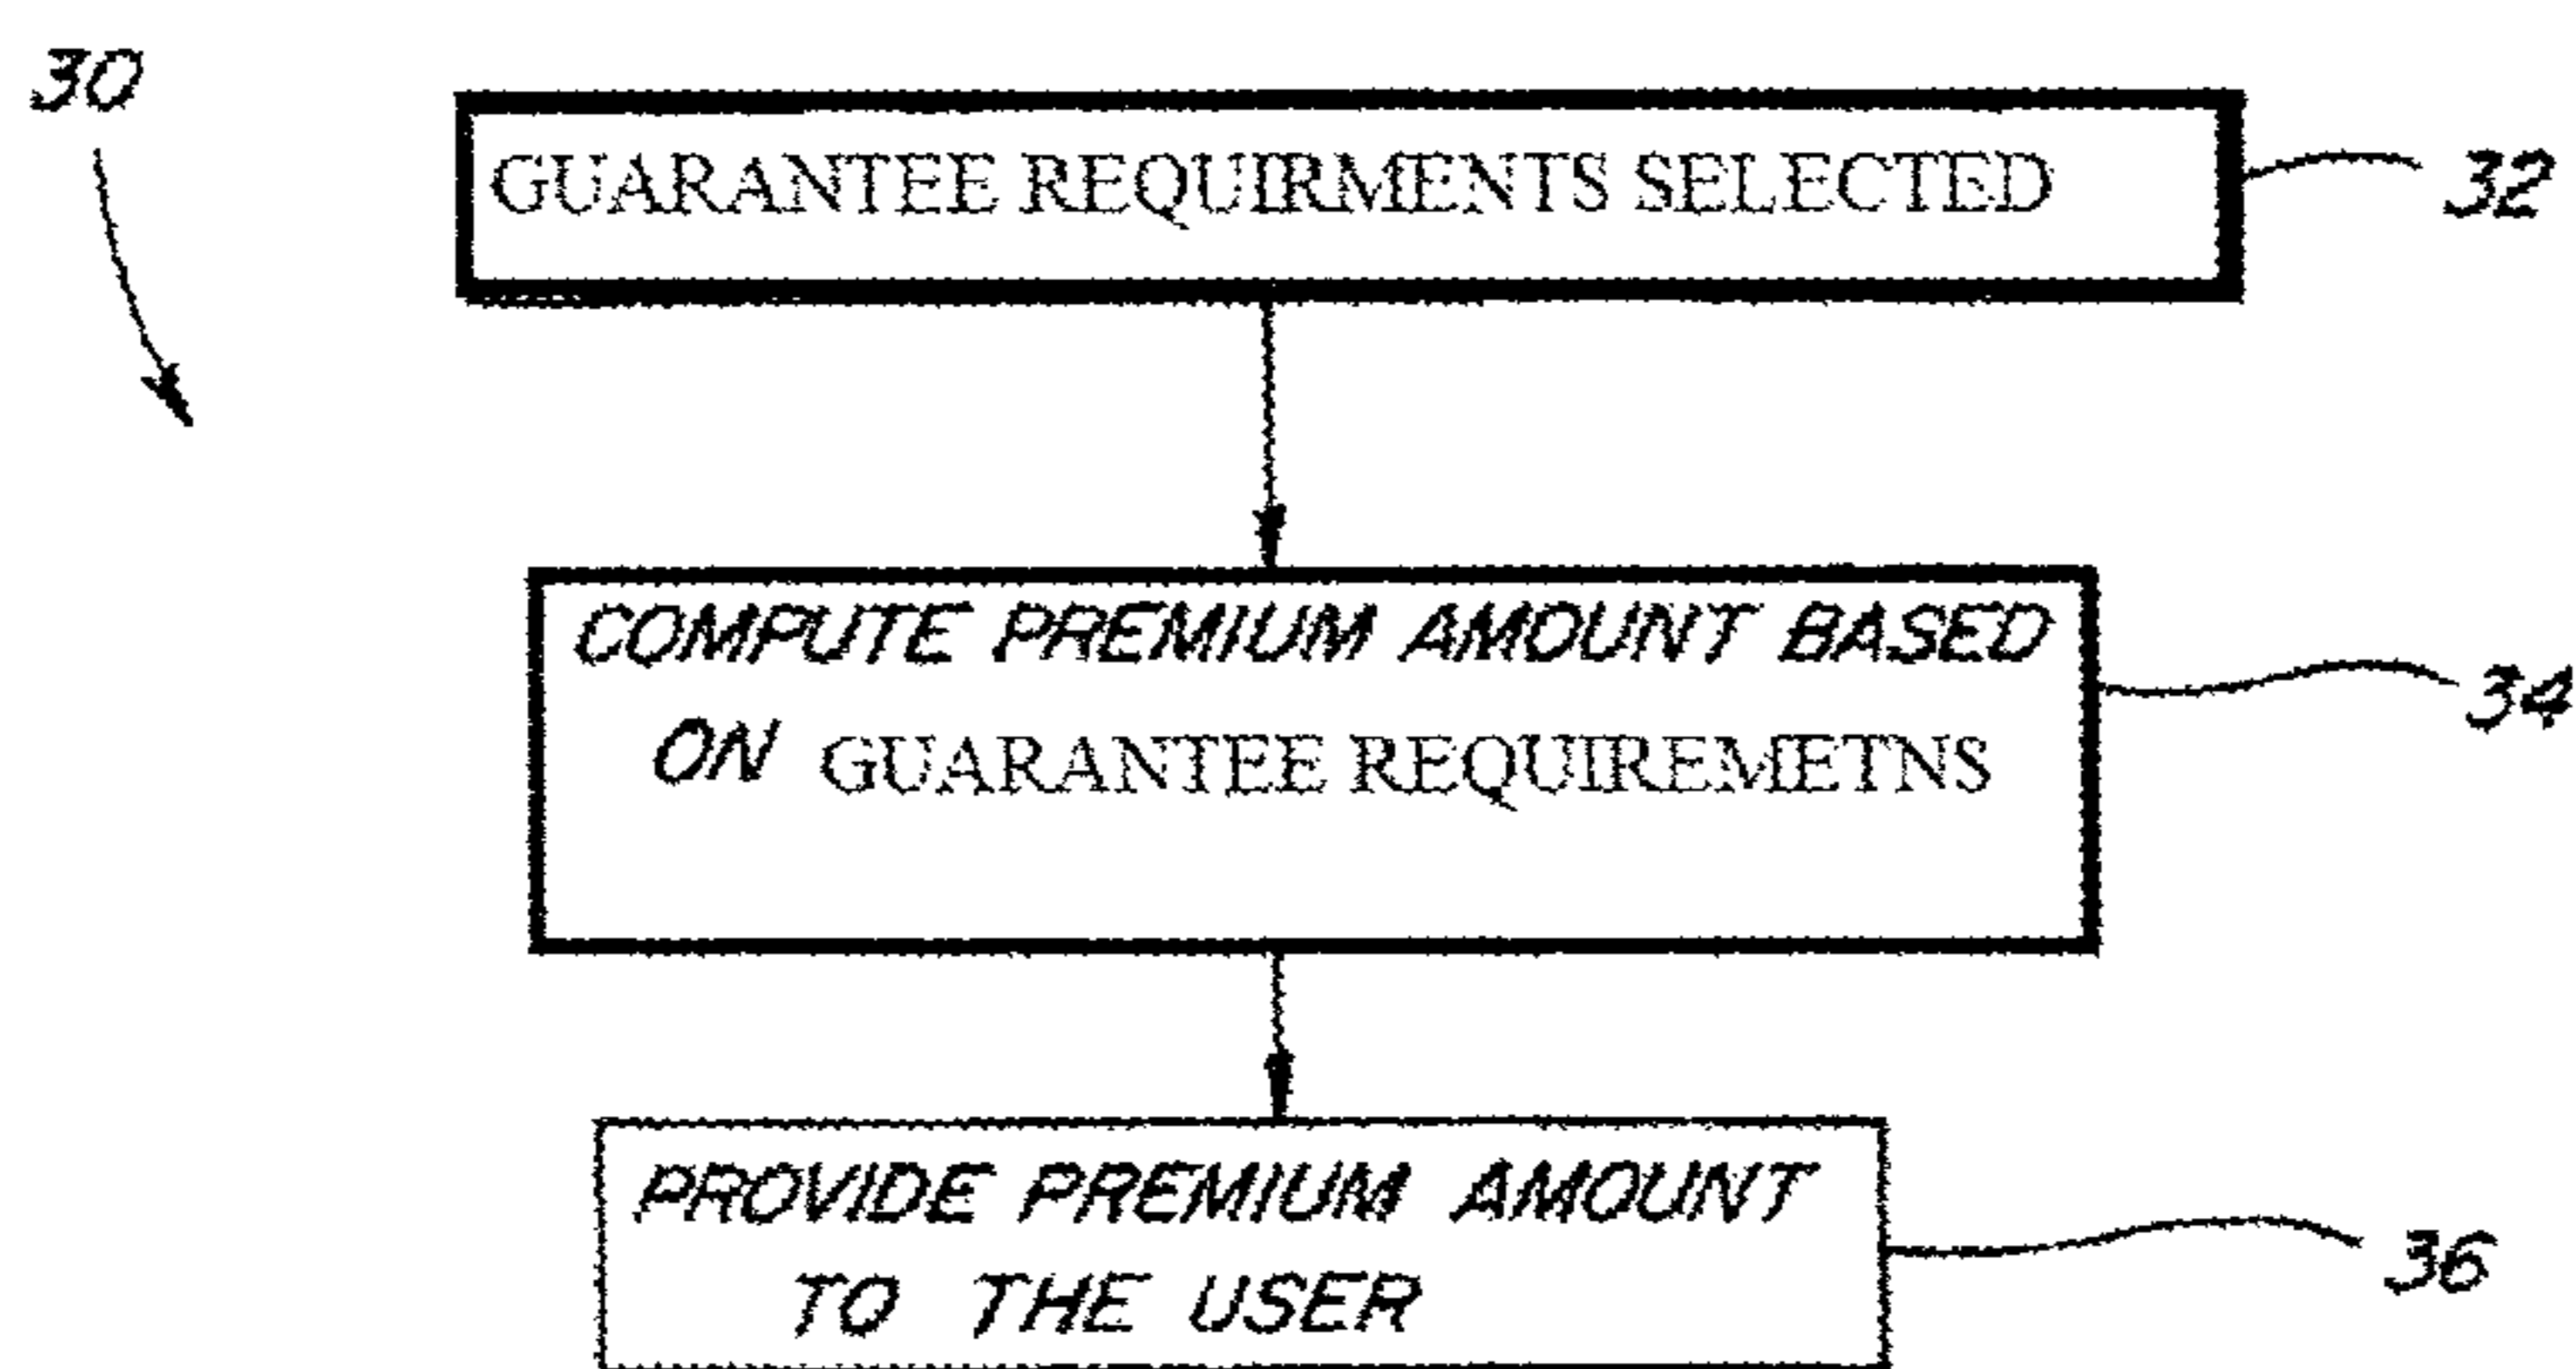 30
GUARANTEE REQUIRMENTS SELECTED
32
COMPUTE PREMIUM AMOUNT BASED
34
ON GUARANTEE REQUIREMETNS
PROVIDE PREMIUM AMOUNT
36
TO THE USER